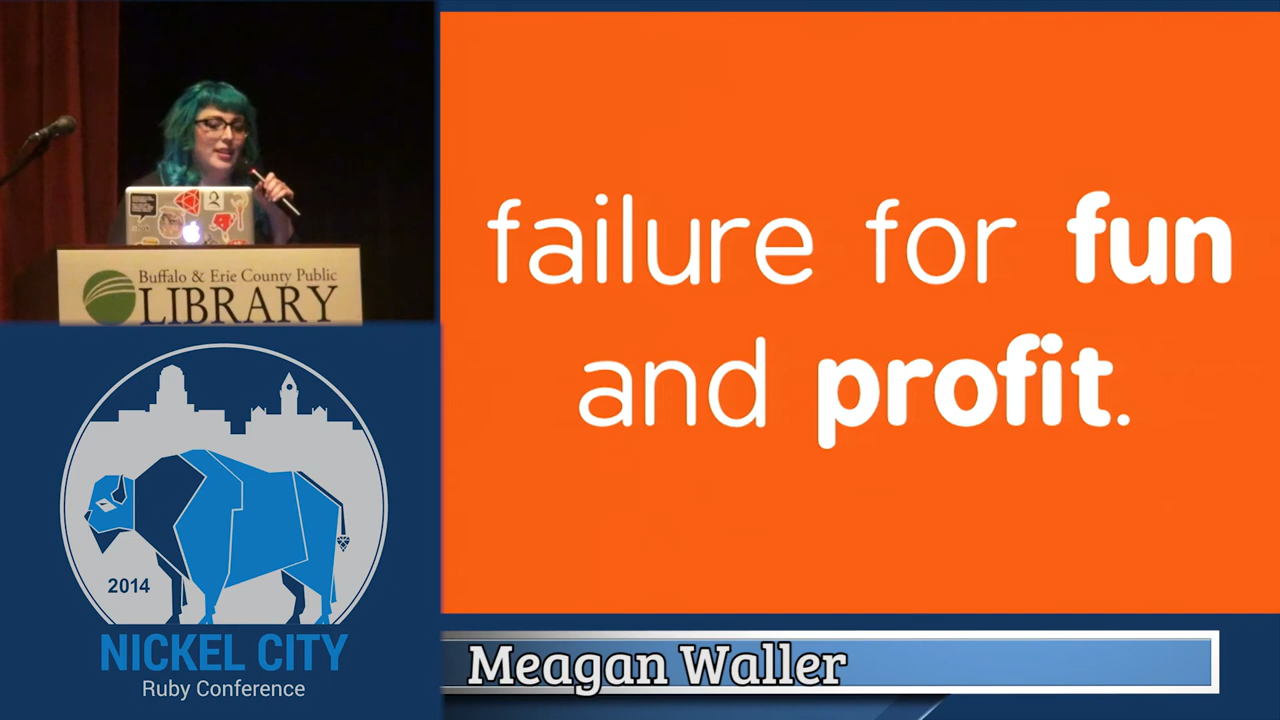 failure for fun
and profit.
Buffalo & Erie County Public
LIBRARY
2014
NICKEL CITY
Ruby Conference
Meagan Waller